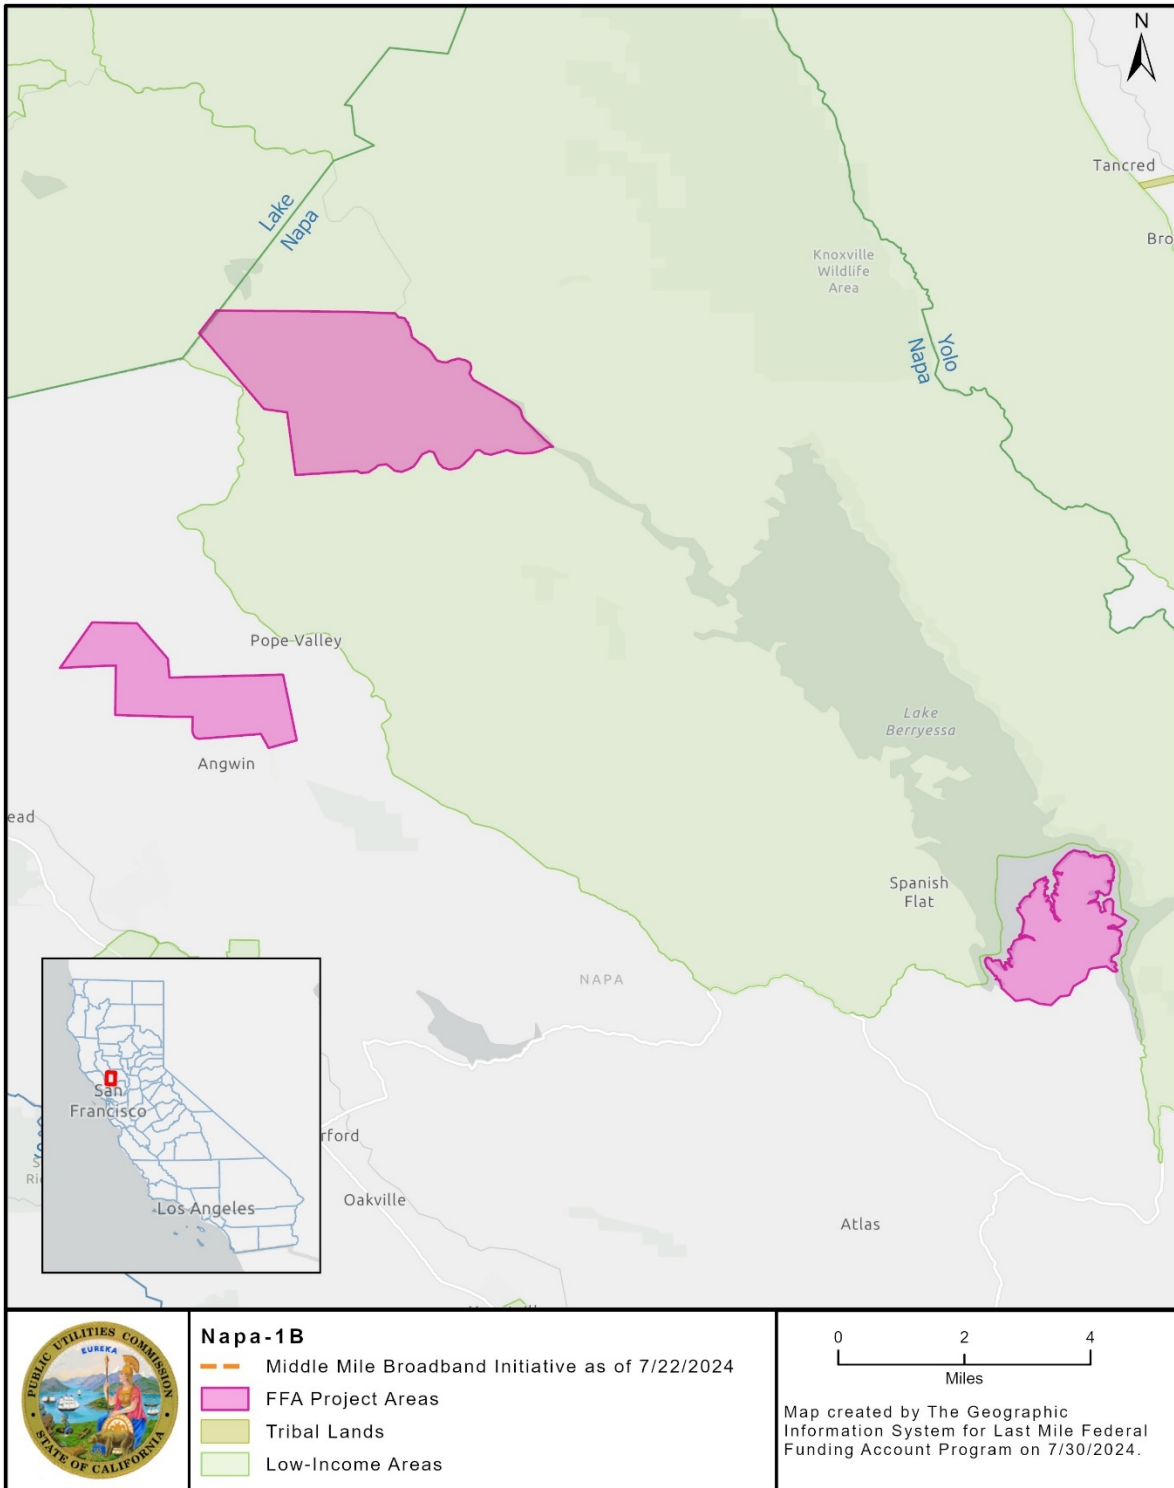 N
Tancred
Bro
Lake
Napa
Knoxville
Wildlife
Area
Yolo
Napa
Pope Valley
Lake
Berryessa
Angwin
ead
Spanish
Flat
NAPA
San
Francisco
rford
Oakville
Los Angeles
Atlas
PUBLIC UTILITIES COMMISSION
EUREKA
STATE OF CALIFORNIA
Napa-1B
Middle Mile Broadband Initiative as of 7/22/2024
FFA Project Areas
Tribal Lands
Low-Income Areas
0 2 4
Miles
Map created by The Geographic
Information System for Last Mile Federal
Funding Account Program on 7/30/2024.